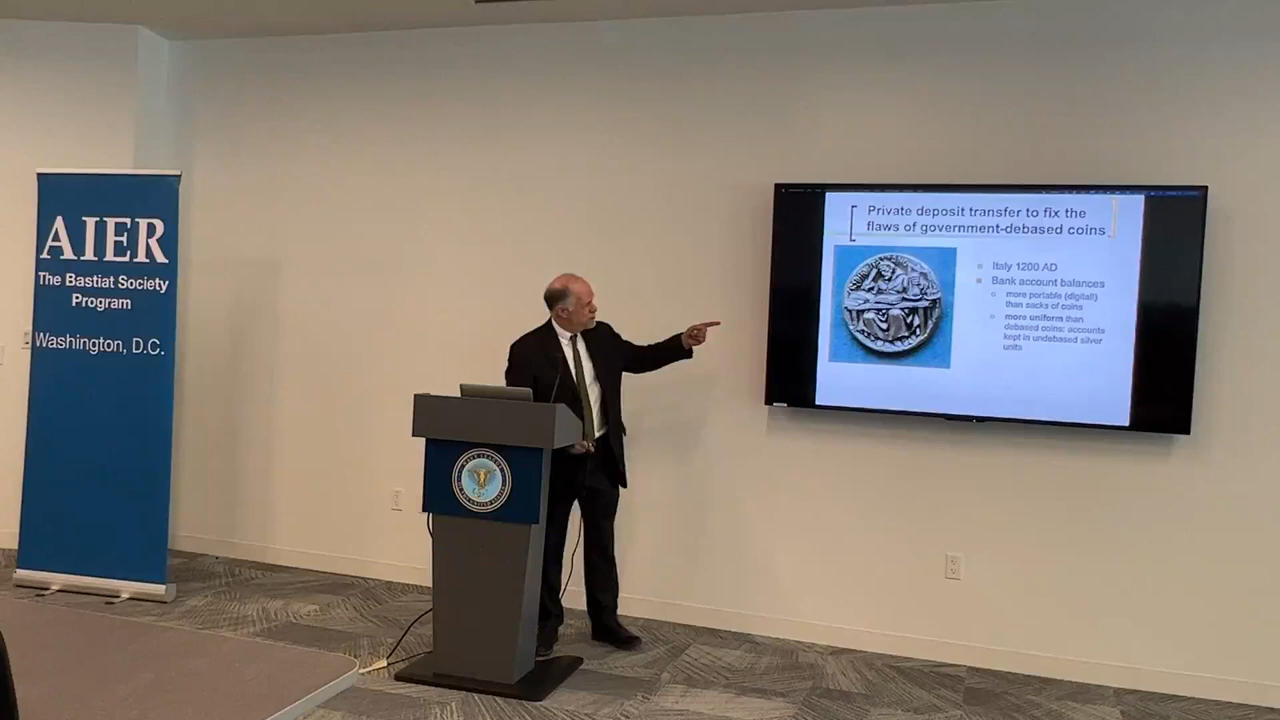 AIER
The Bastiat Society
Program
Washington, D.C.
Private deposit transfer to fix the
flaws of government-debased coins
Italy 1200 AD
Bank account balances
more portable (digital!)
than sacks of coins
more uniform than
debased coins: accounts
kept in undebased silver
units